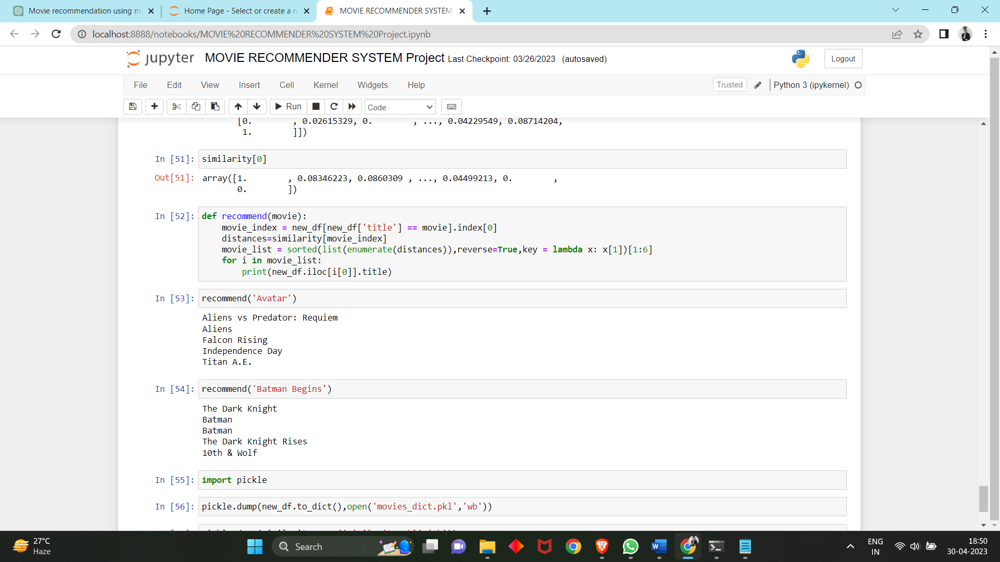 Movie recommendation using m
Home Page - Select or create a n
MOVIE RECOMMENDER SYSTEM
localhost:8888/notebooks/MOVIE%20RECOMMENDER%20SYSTEM%20Project.ipynb
jupyter MOVIE RECOMMENDER SYSTEM Project Last Checkpoint: 03/26/2023 (autosaved)
Logout
File Edit View Insert Cell Kernel Widgets Help
Trusted
Python 3 (ipykernel)
Run
Code
[0. , 0.02615329, 0. , ..., 0.04229549, 0.08714204,
1. ]])
In [51]: similarity[0]
Out[51]: array([1. , 0.08346223, 0.0860309 , ..., 0.04499213, 0. ,
0. ])
In [52]: def recommend(movie):
movie_index = new_df[new_df['title'] == movie].index[0]
distances=similarity[movie_index]
movie_list = sorted(list(enumerate(distances)),reverse=True,key = lambda x: x[1])[1:6]
for i in movie_list:
print(new_df.iloc[i[0]].title)
In [53]: recommend('Avatar')
Aliens vs Predator: Requiem
Aliens
Falcon Rising
Independence Day
Titan A.E.
In [54]: recommend('Batman Begins')
The Dark Knight
Batman
Batman
The Dark Knight Rises
10th & Wolf
In [55]: import pickle
In [56]: pickle.dump(new_df.to_dict(),open('movies_dict.pkl','wb'))
27°C
Haze
Search
ENG
IN
18:50
30-04-2023